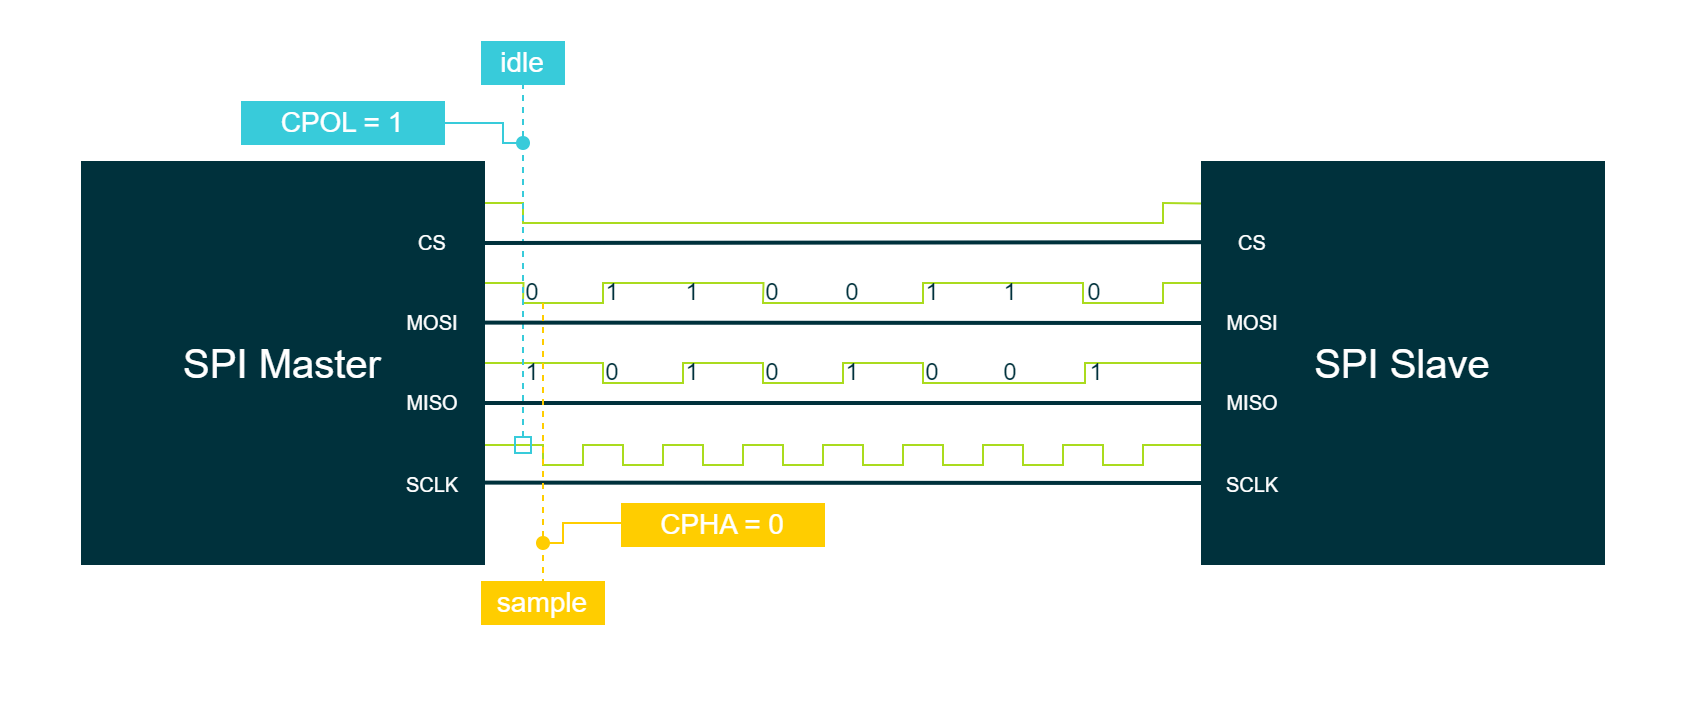 idle
CPOL = 1
CS
CS
0 1 1 0 0 1 1 0
MOSI
MOSI
SPI Master
SPI Slave
1 0 1 0 1 0 0 1
MISO
MISO
SCLK
SCLK
CPHA = 0
sample